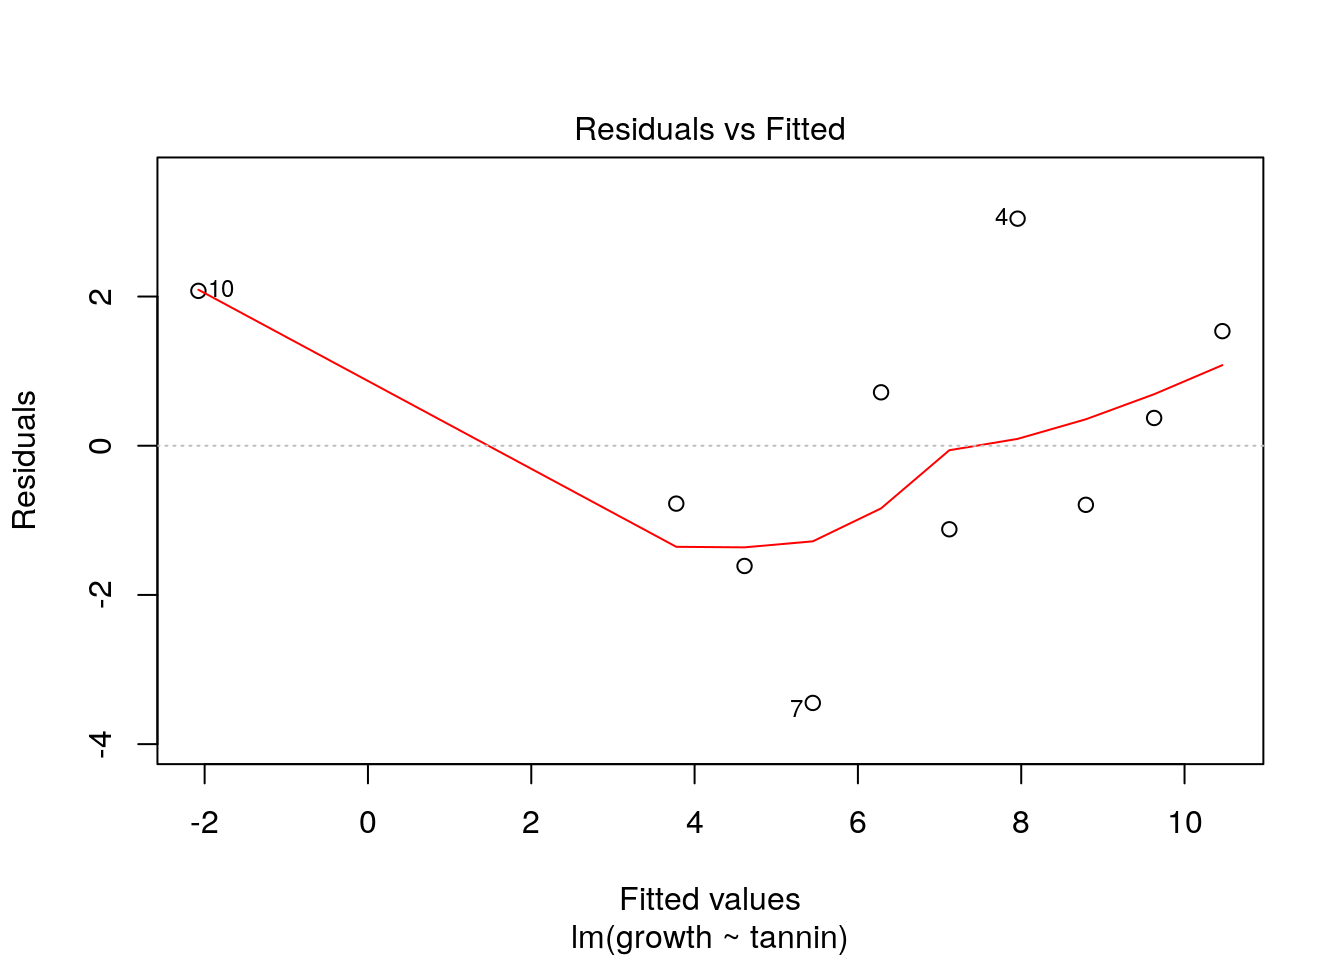 Residuals vs Fitted
Residuals
2
0
-2
-4
10
4
7
-2 0 2 4 6 8 10
Fitted values
lm(growth ~ tannin)